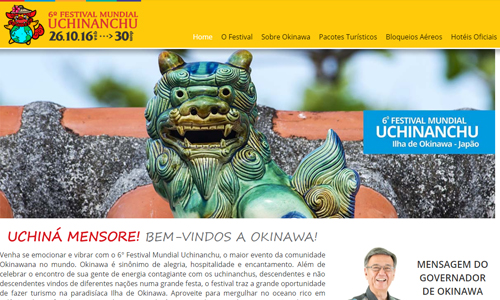 6º FESTIVAL MUNDIAL
UCHINANCHU
26.10.16 30
Home O Festival Sobre Okinawa Pacotes Turísticos Bloqueios Aéreos Hotéis Oficiais
6º FESTIVAL MUNDIAL
UCHINANCHU
Ilha de Okinawa - Japão
UCHINÁ MENSORE! BEM-VINDOS A OKINAWA!
Venha se emocionar e vibrar com o 6º Festival Mundial Uchinanchu, o maior evento da comunidade
Okinawana no mundo. Okinawa é sinônimo de alegria, hospitalidade e encantamento. Além de
celebrar o encontro de sua gente de energia contagiante com os uchinanchus, descendentes e não
descendentes vindos de diferentes nações numa grande festa, o festival traz a grande oportunidade
de fazer turismo na paradisíaca Ilha de Okinawa. Aproveite para mergulhar no oceano rico em
MENSAGEM DO
GOVERNADOR
DE OKINAWA